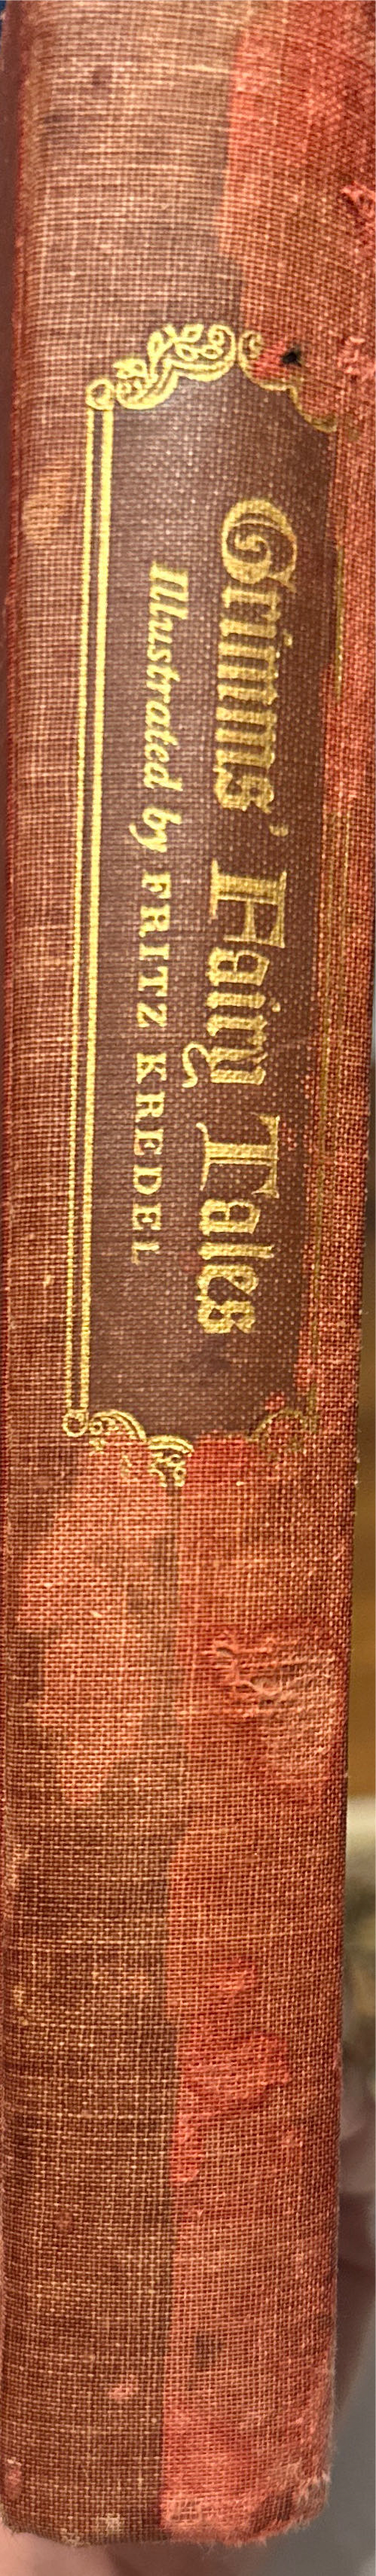 Grimms' Fairy Tales
Illustrated by FRITZ KREDEL